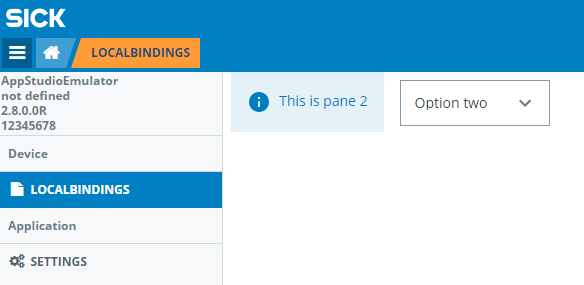 SICK
LOCALBINDINGS
AppStudioEmulator
not defined
2.8.0.0R
12345678
This is pane 2
Option two
Device
LOCALBINDINGS
Application
SETTINGS